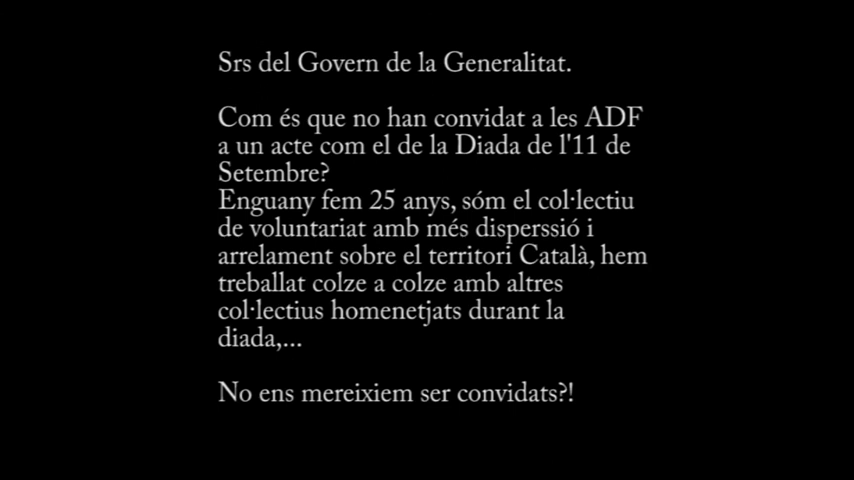 Srs del Govern de la Generalitat.
Com és que no han convidat a les ADF
a un acte com el de la Diada de l'11 de
Setembre?
Enguany fem 25 anys, sóm el col·lectiu
de voluntariat amb més disperssió i
arrelament sobre el territori Català, hem
treballat colze a colze amb altres
col·lectius homenetjats durant la
diada,...
No ens mereixiem ser convidats?!